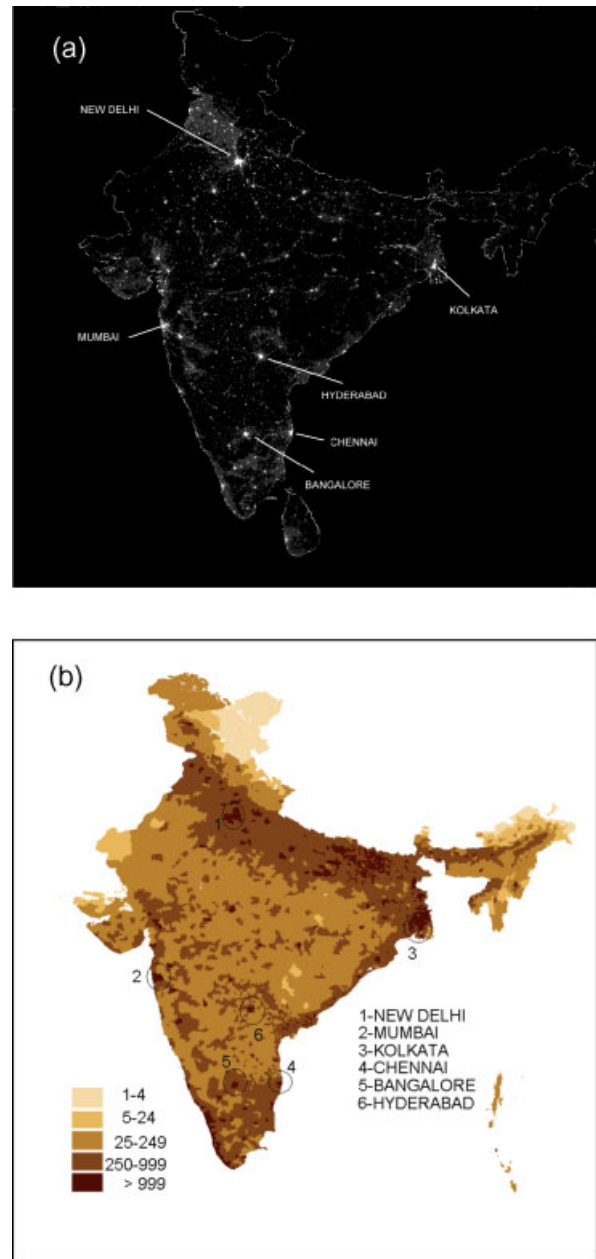 (a)
NEW DELHI
KOLKATA
MUMBAI
HYDERABAD
CHENNAI
BANGALORE
(b)
1
2
3
6
5
4
1-NEW DELHI
2-MUMBAI
3-KOLKATA
4-CHENNAI
5-BANGALORE
6-HYDERABAD
1-4
5-24
25-249
250-999
> 999